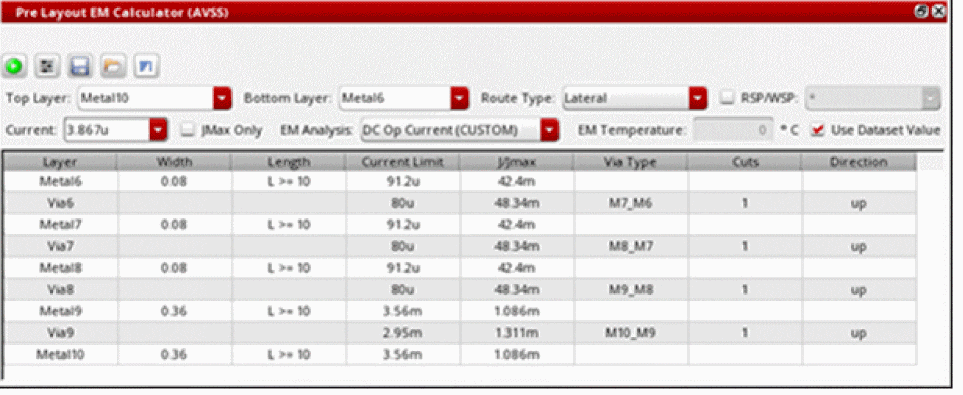 Pre Layout EM Calculator (AVSS)
Top Layer: Metal10 Bottom Layer: Metal6 Route Type: Lateral RSP/WSP: *
Current: 3.867u JMax Only EM Analysis: DC Op Current (CUSTOM) EM Temperature: 0 ° C Use Dataset Value
Layer Width Length Current Limit J/Jmax Via Type Cuts Direction
Metal6 0.08 L >= 10 91.2u 42.4m
Via6 80u 48.34m M7_M6 1 up
Metal7 0.08 L >= 10 91.2u 42.4m
Via7 80u 48.34m M8_M7 1 up
Metal8 0.08 L >= 10 91.2u 42.4m
Via8 80u 48.34m M9_M8 1 up
Metal9 0.36 L >= 10 3.56m 1.086m
Via9 2.95m 1.311m M10_M9 1 up
Metal10 0.36 L >= 10 3.56m 1.086m